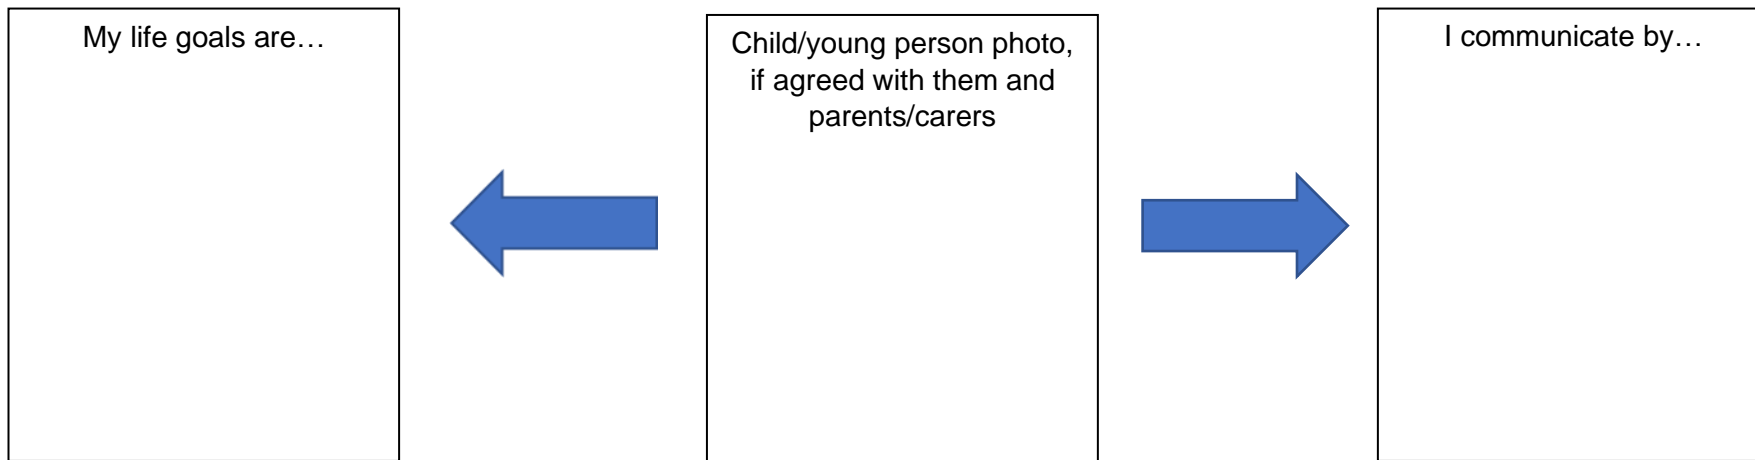 My life goals are…
Child/young person photo,
if agreed with them and
parents/carers
I communicate by…